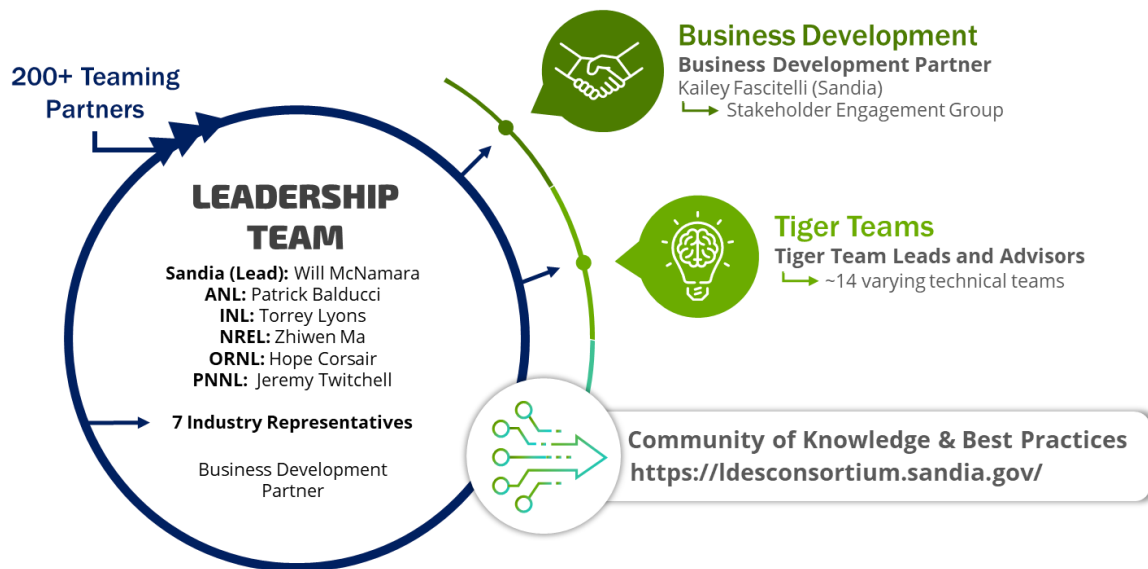 200+ Teaming
Partners
LEADERSHIP
TEAM
Sandia (Lead): Will McNamara
ANL: Patrick Balducci
INL: Torrey Lyons
NREL: Zhiwen Ma
ORNL: Hope Corsair
PNNL: Jeremy Twitchell
7 Industry Representatives
Business Development
Partner
Business Development
Business Development Partner
Kailey Fascitelli (Sandia)
Stakeholder Engagement Group
Tiger Teams
Tiger Team Leads and Advisors
~14 varying technical teams
Community of Knowledge & Best Practices
https://ldesconsortium.sandia.gov/